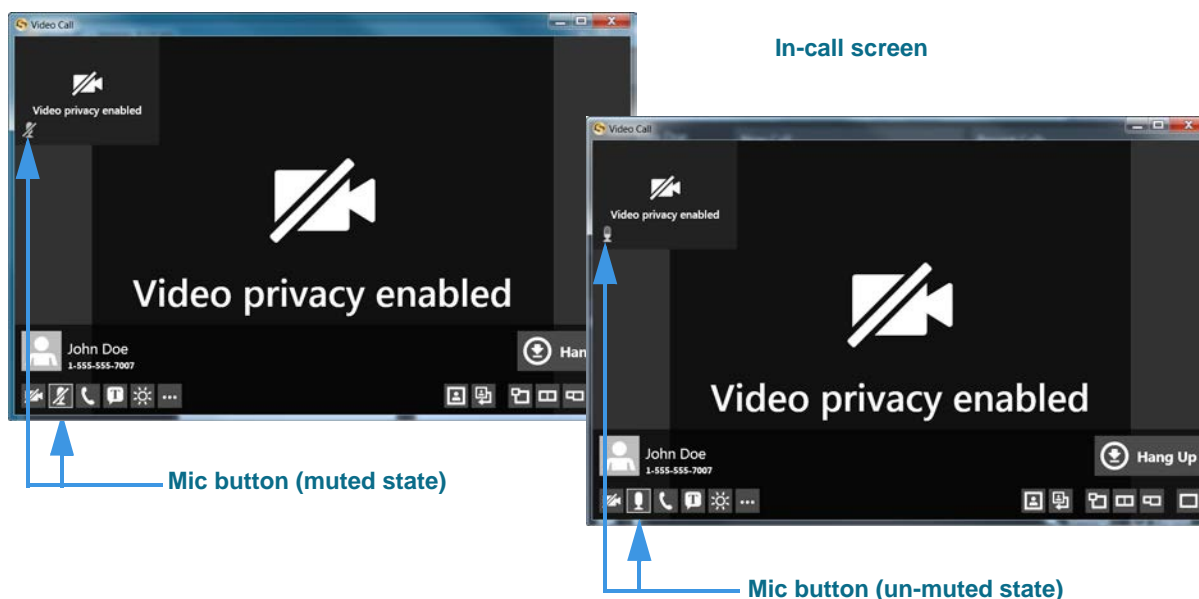 Video Call
In-call screen
Video privacy enabled
Video privacy enabled
John Doe
1-555-555-7007
Han
Mic button (muted state)
Video Call
Video privacy enabled
Video privacy enabled
John Doe
1-555-555-7007
Hang Up
Mic button (un-muted state)